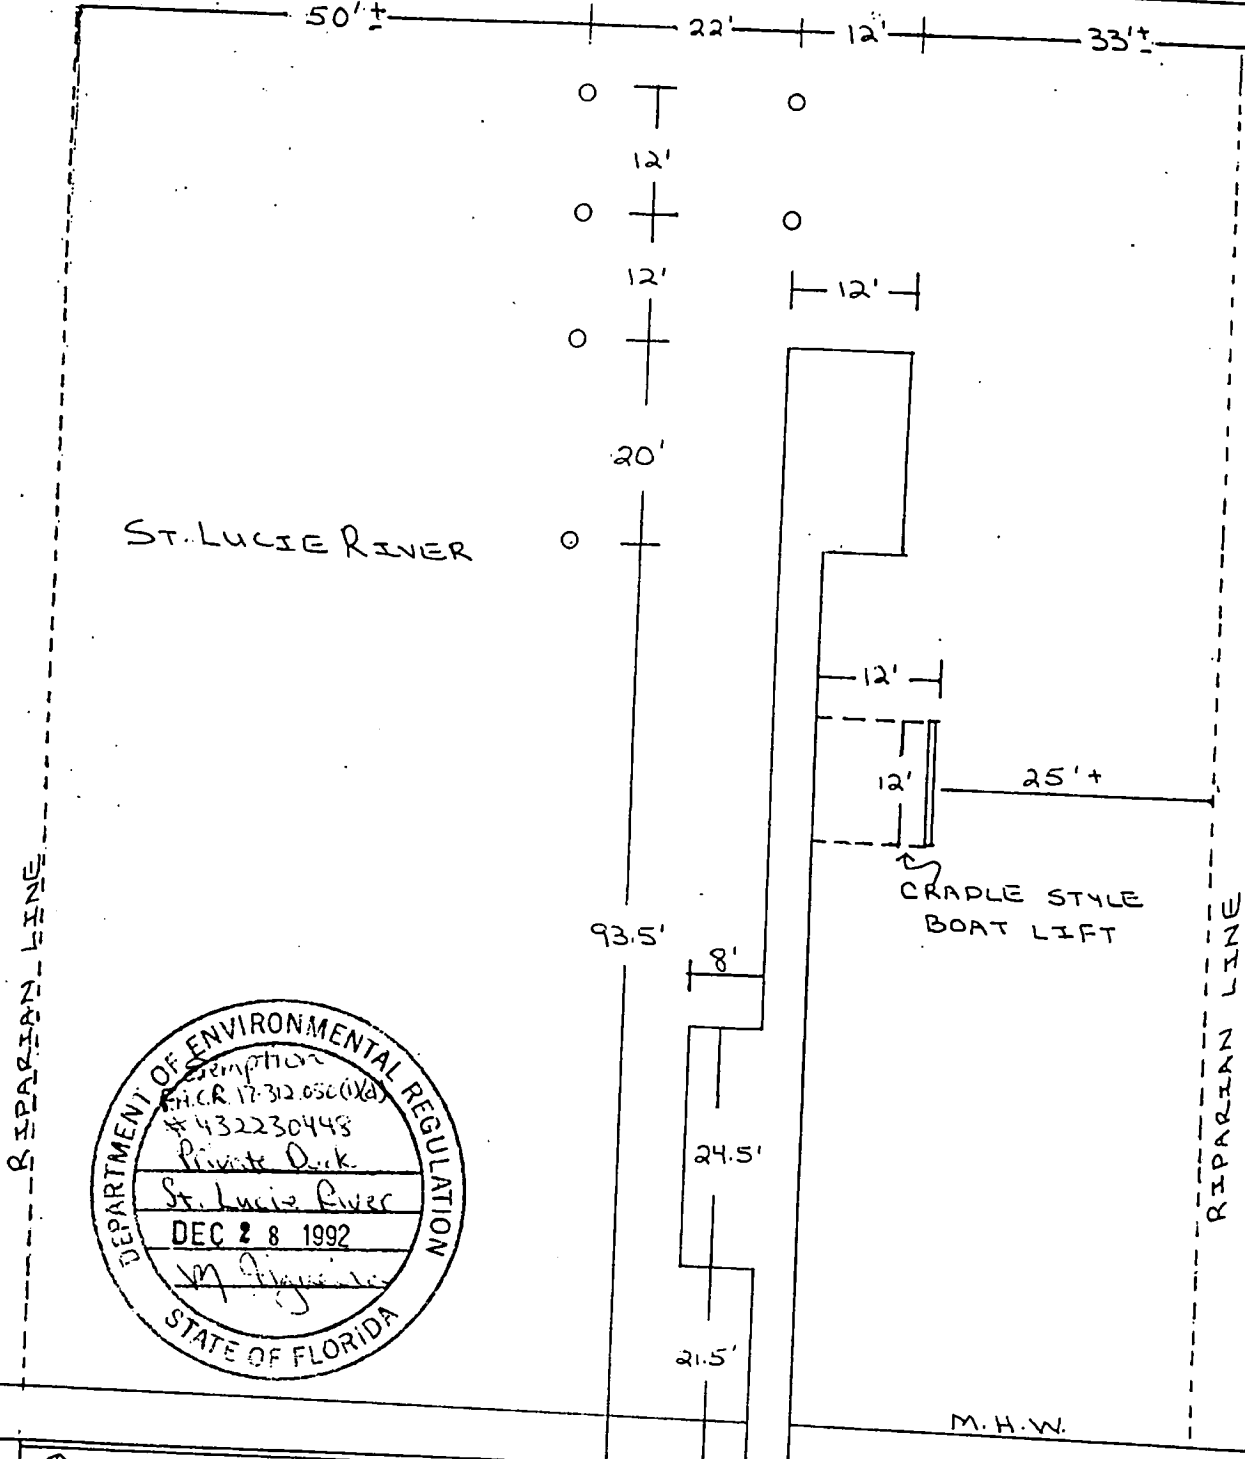 50'± 22' 12' 33'±
12'
12'
12'
20'
ST. LUCIE RIVER
12'
12'
25'+
CRADLE STYLE
BOAT LIFT
93.5'
8'
24.5'
21.5'
RIPARIAN LINE
RIPARIAN LINE
M.H.W.
DEPARTMENT OF ENVIRONMENTAL REGULATION
Exemption
17-312.050(1)(d)
#432230448
Private Dock
St. Lucie River
DEC 28 1992
M
STATE OF FLORIDA